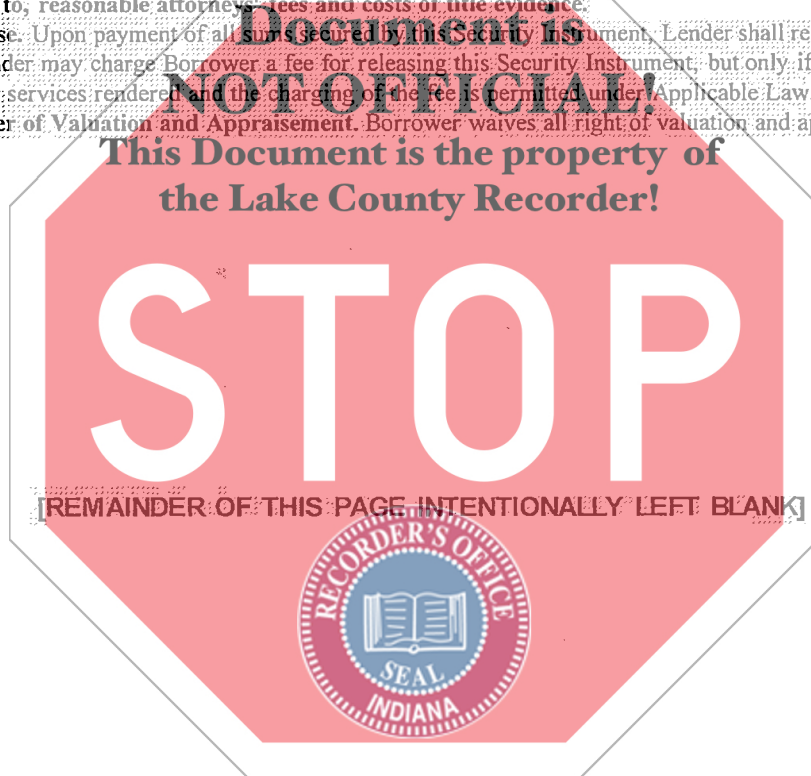 to, reasonable attorneys' fees and costs of title evidence.
se. Upon payment of all sums secured by this Security Instrument, Lender shall re
der may charge Borrower a fee for releasing this Security Instrument, but only if
services rendered and the charging of the fee is permitted under Applicable Law
er of Valuation and Appraisement. Borrower waives all right of valuation and ap
Document is
NOT OFFICIAL!
This Document is the property of
the Lake County Recorder!
STOP
[REMAINDER OF THIS PAGE INTENTIONALLY LEFT BLANK]
RECORDER'S OFFICE
SEAL
INDIANA